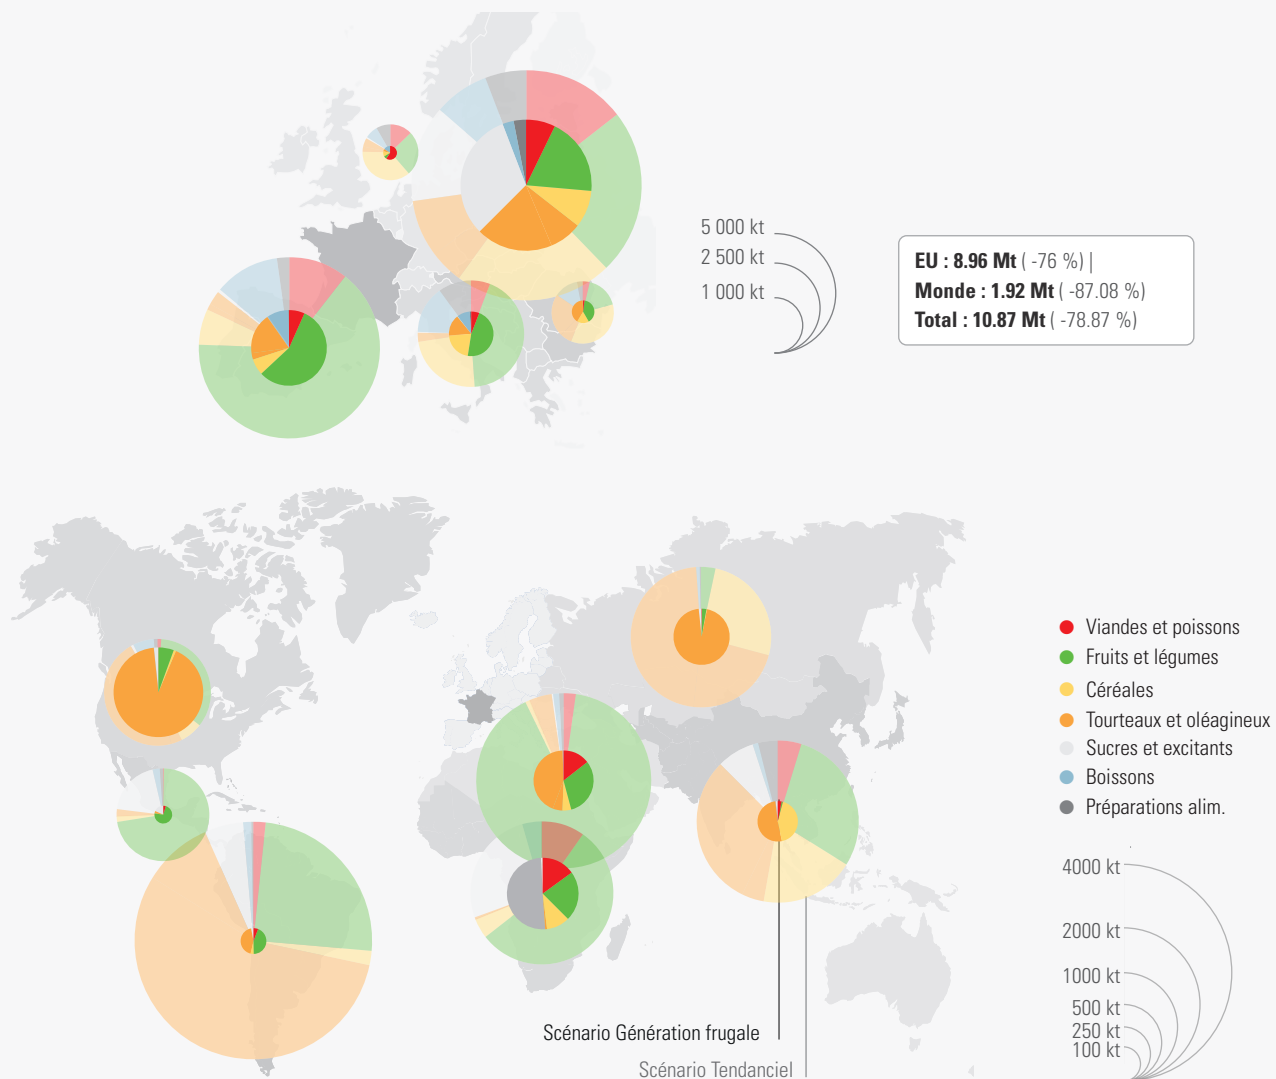 5 000 kt
2 500 kt
1 000 kt
EU : 8.96 Mt ( -76 %) |
Monde : 1.92 Mt ( -87.08 %)
Total : 10.87 Mt ( -78.87 %)
Viandes et poissons
Fruits et légumes
Céréales
Tourteaux et oléagineux
Sucres et excitants
Boissons
Préparations alim.
4000 kt
2000 kt
1000 kt
500 kt
250 kt
100 kt
Scénario Génération frugale
Scénario Tendanciel